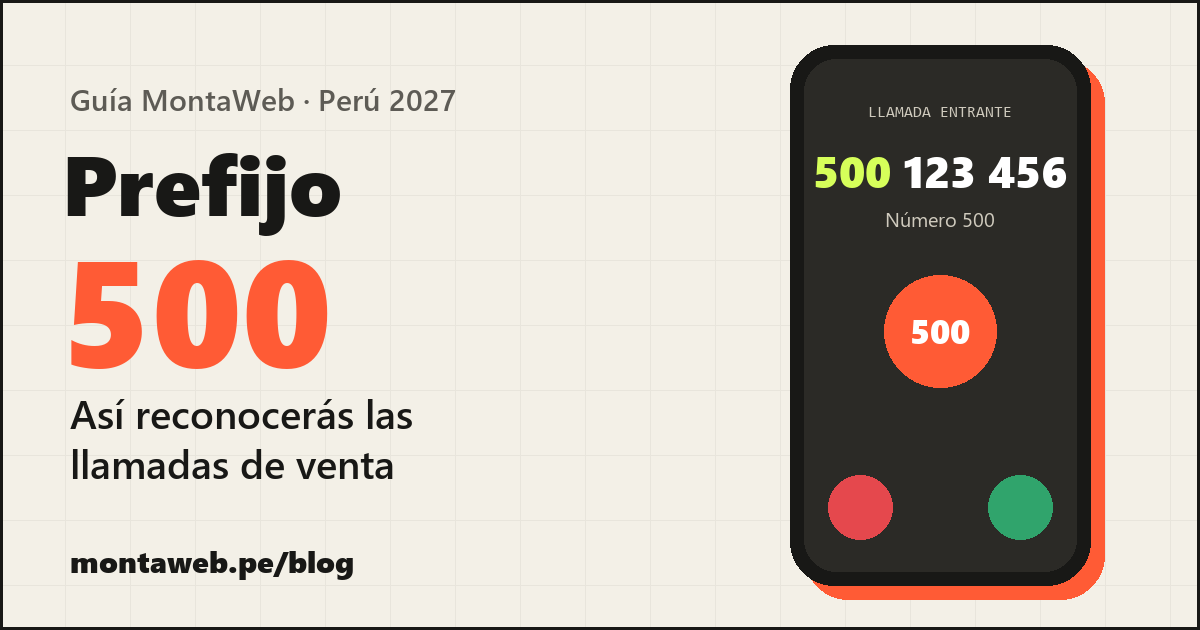 Guía MontaWeb · Perú 2027
Prefijo
500
Así reconocerás las
llamadas de venta
montaweb.pe/blog
LLAMADA ENTRANTE
500 123 456
Número 500
500